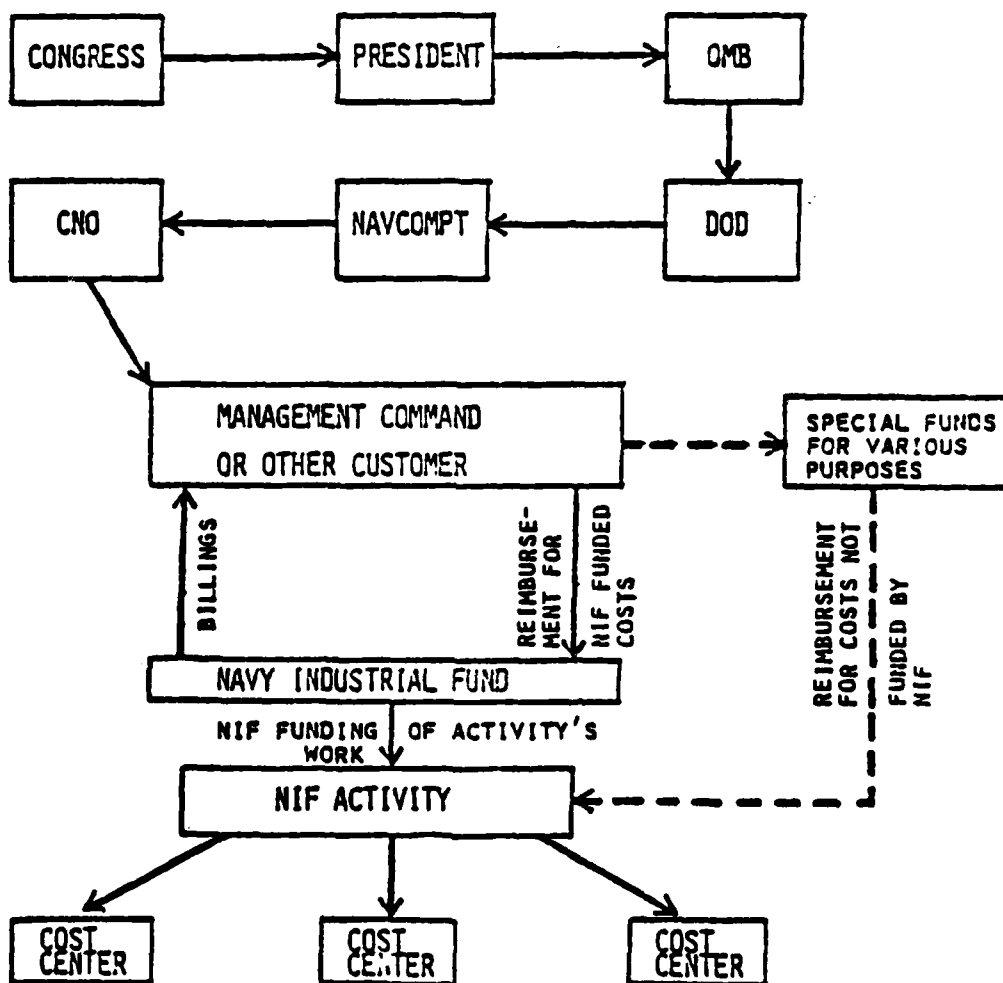 CONGRESS
PRESIDENT
OMB
CNO
NAVCOMPT
DOD
MANAGEMENT COMMAND
OR OTHER CUSTOMER
SPECIAL FUNDS
FOR VARIOUS
PURPOSES
BILLINGS
REIMBURSE-
MENT FOR
NIF FUNDED
COSTS
REIMBURSEMENT
FOR COSTS NOT
FUNDED BY
NIF
NAVY INDUSTRIAL FUND
NIF FUNDING OF ACTIVITY'S
WORK
NIF ACTIVITY
COST
CENTER
COST
CENTER
COST
CENTER